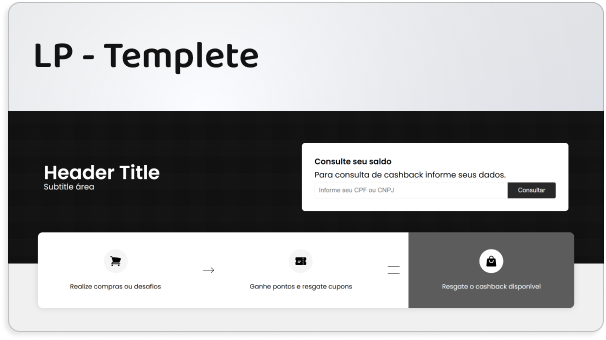 LP - Templete
Header Title
Subtitle área
Consulte seu saldo
Para consulta de cashback informe seus dados.
Informe seu CPF ou CNPJ
Consultar
Realize compras ou desafios
Ganhe pontos e resgate cupons
Resgate o cashback disponível